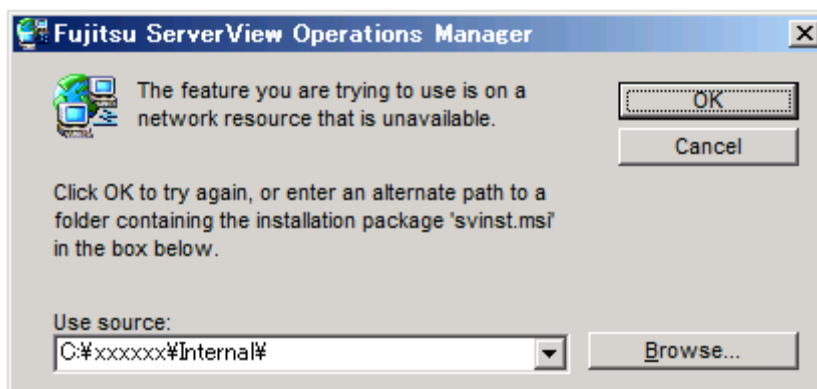 Fujitsu ServerView Operations Manager
The feature you are trying to use is on a
network resource that is unavailable.
OK
Cancel
Click OK to try again, or enter an alternate path to a
folder containing the installation package 'svinst.msi'
in the box below.
Use source:
C:¥xxxxxx¥Internal¥
Browse...